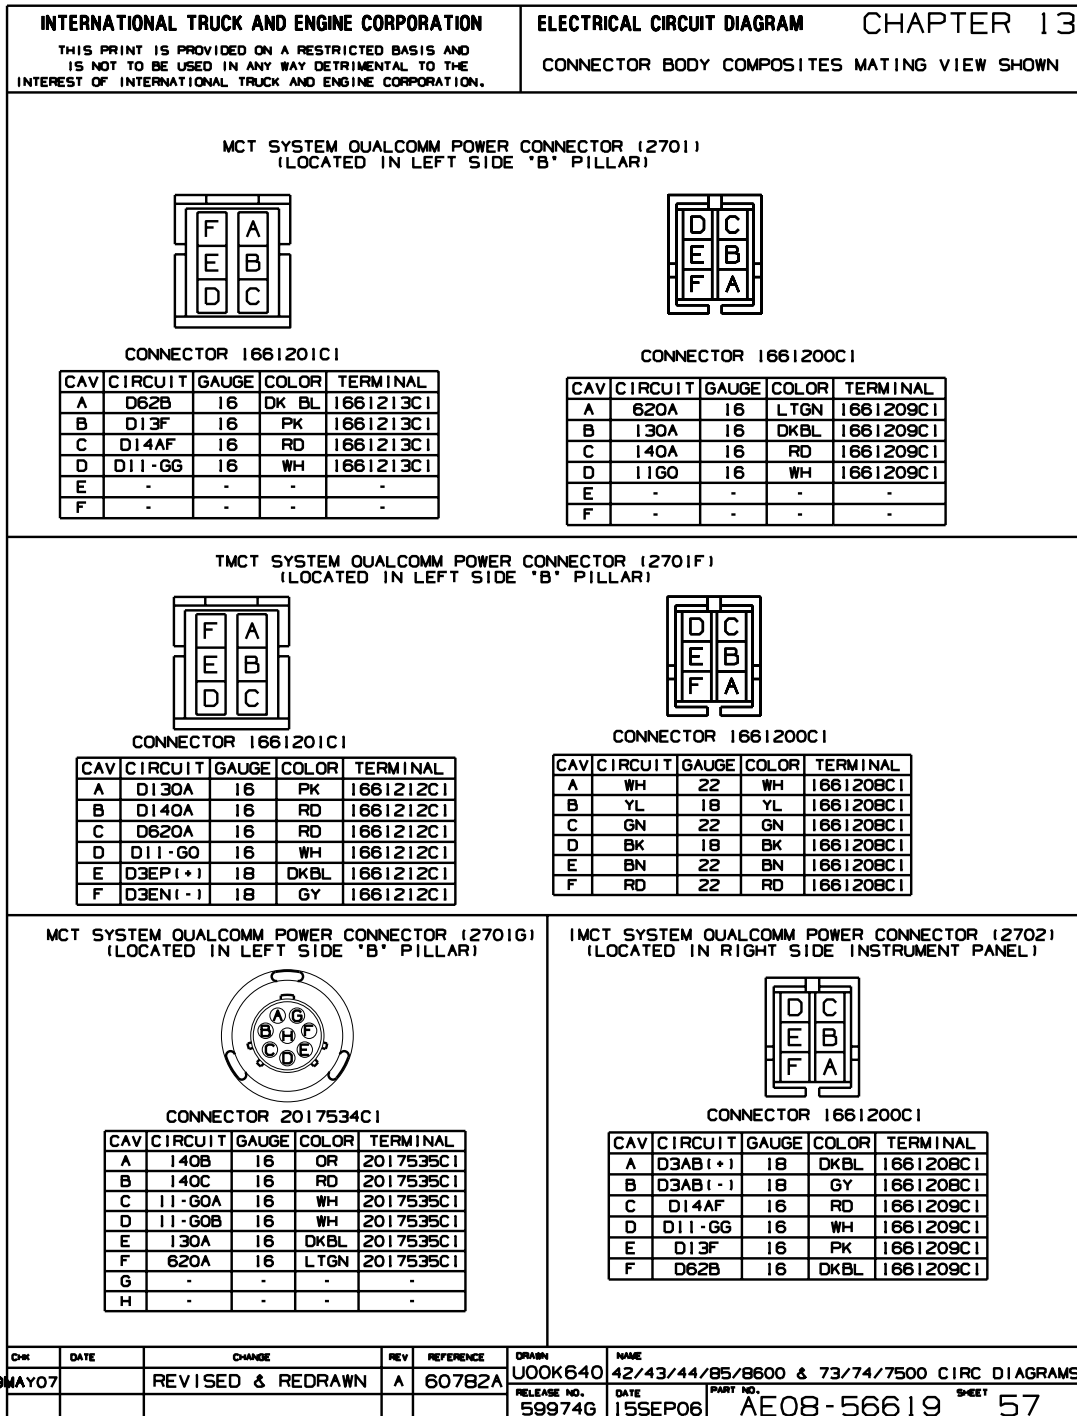 INTERNATIONAL TRUCK AND ENGINE CORPORATION
THIS PRINT IS PROVIDED ON A RESTRICTED BASIS AND
IS NOT TO BE USED IN ANY WAY DETRIMENTAL TO THE
INTEREST OF INTERNATIONAL TRUCK AND ENGINE CORPORATION.
ELECTRICAL CIRCUIT DIAGRAM CHAPTER 13
CONNECTOR BODY COMPOSITES MATING VIEW SHOWN
MCT SYSTEM QUALCOMM POWER CONNECTOR (2701)
(LOCATED IN LEFT SIDE "B" PILLAR)
F A
E B
D C
CONNECTOR 1661201C1
CAV CIRCUIT GAUGE COLOR TERMINAL
A D62B 16 DK BL 1661213C1
B D13F 16 PK 1661213C1
C D14AF 16 RD 1661213C1
D D11-GG 16 WH 1661213C1
E - - - -
F - - - -
D C
E B
F A
CONNECTOR 1661200C1
CAV CIRCUIT GAUGE COLOR TERMINAL
A 620A 16 LTGN 1661209C1
B 130A 16 DKBL 1661209C1
C 140A 16 RD 1661209C1
D 11GO 16 WH 1661209C1
E - - - -
F - - - -
TMCT SYSTEM QUALCOMM POWER CONNECTOR (2701F)
(LOCATED IN LEFT SIDE "B" PILLAR)
F A
E B
D C
CONNECTOR 1661201C1
CAV CIRCUIT GAUGE COLOR TERMINAL
A D130A 16 PK 1661212C1
B D140A 16 RD 1661212C1
C D620A 16 RD 1661212C1
D D11-GO 16 WH 1661212C1
E D3EP(+) 18 DKBL 1661212C1
F D3EN(-) 18 GY 1661212C1
D C
E B
F A
CONNECTOR 1661200C1
CAV CIRCUIT GAUGE COLOR TERMINAL
A WH 22 WH 1661208C1
B YL 18 YL 1661208C1
C GN 22 GN 1661208C1
D BK 18 BK 1661208C1
E BN 22 BN 1661208C1
F RD 22 RD 1661208C1
MCT SYSTEM QUALCOMM POWER CONNECTOR (2701G)
(LOCATED IN LEFT SIDE "B" PILLAR)
A G
B H F
C D E
CONNECTOR 2017534C1
CAV CIRCUIT GAUGE COLOR TERMINAL
A 140B 16 OR 2017535C1
B 140C 16 RD 2017535C1
C 11-GOA 16 WH 2017535C1
D 11-GOB 16 WH 2017535C1
E 130A 16 DKBL 2017535C1
F 620A 16 LTGN 2017535C1
G - - - -
H - - - -
IMCT SYSTEM QUALCOMM POWER CONNECTOR (2702)
(LOCATED IN RIGHT SIDE INSTRUMENT PANEL)
D C
E B
F A
CONNECTOR 1661200C1
CAV CIRCUIT GAUGE COLOR TERMINAL
A D3AB(+) 18 DKBL 1661208C1
B D3AB(-) 18 GY 1661208C1
C D14AF 16 RD 1661209C1
D D11-GG 16 WH 1661209C1
E D13F 16 PK 1661209C1
F D62B 16 DKBL 1661209C1
CHK DATE CHANGE REV REFERENCE
MAY07 REVISED & REDRAWN A 60782A
DRAWN
U00K640
NAME
42/43/44/85/8600 & 73/74/7500 CIRC DIAGRAMS
RELEASE NO.
59974G
DATE
15SEP06
PART NO.
AE08-56619
SHEET
57